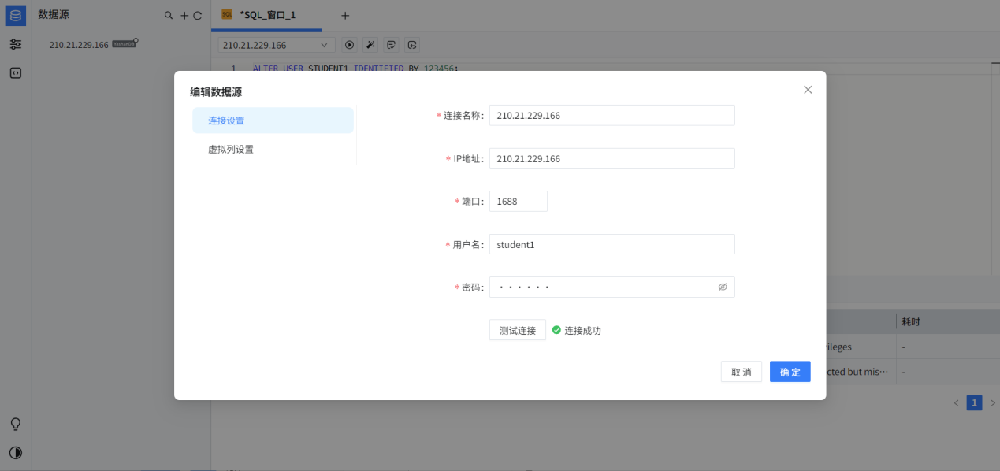 数据源
SQL *SQL_窗口_1
210.21.229.166
210.21.229.166
1 ALTER USER STUDENT1 IDENTIFIED BY 123456;
编辑数据源
连接设置
虚拟列设置
* 连接名称: 210.21.229.166
* IP地址: 210.21.229.166
* 端口: 1688
* 用户名: student1
* 密码: ······
测试连接 连接成功
取消 确定
耗时
ileges -
cted but mis··· -
1